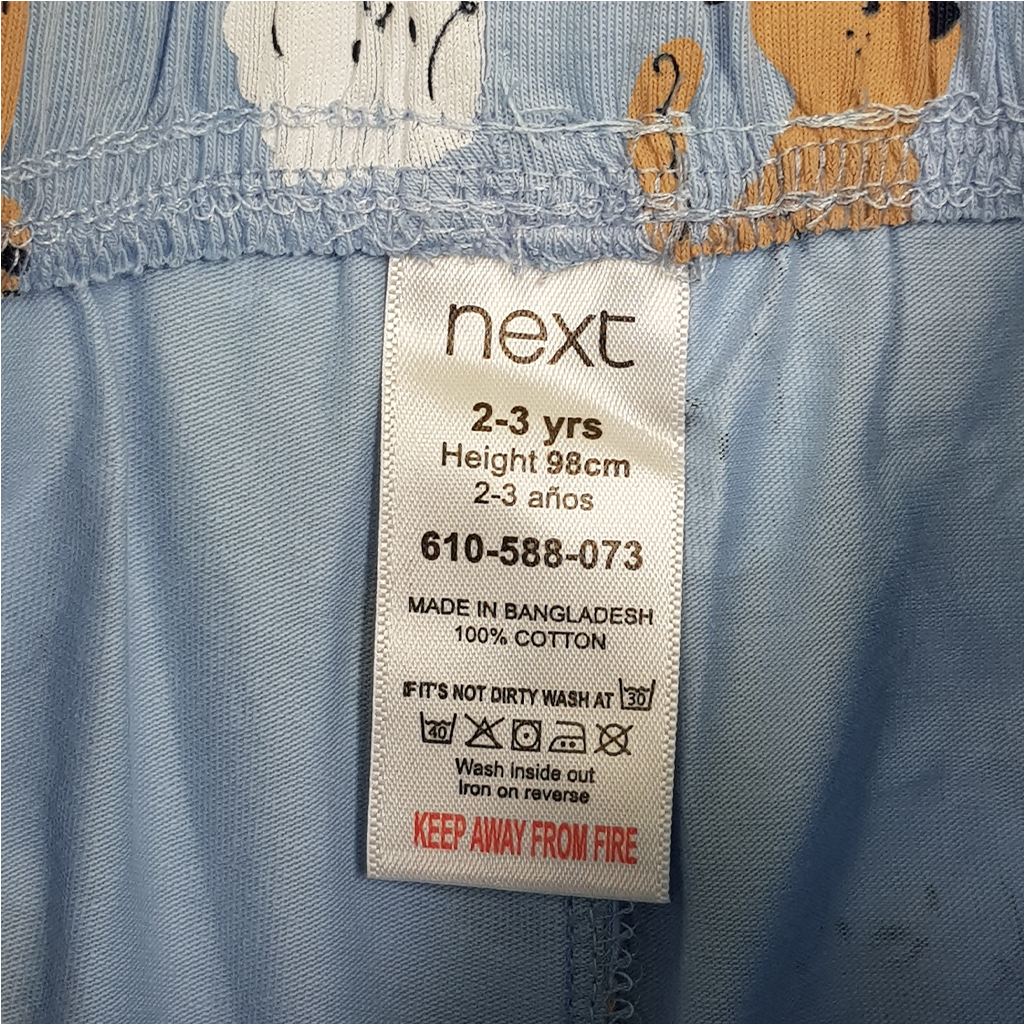 next
2-3 yrs
Height 98cm
2-3 años
610-588-073
MADE IN BANGLADESH
100% COTTON
IF IT'S NOT DIRTY WASH AT 30
40
Wash inside out
Iron on reverse
KEEP AWAY FROM FIRE